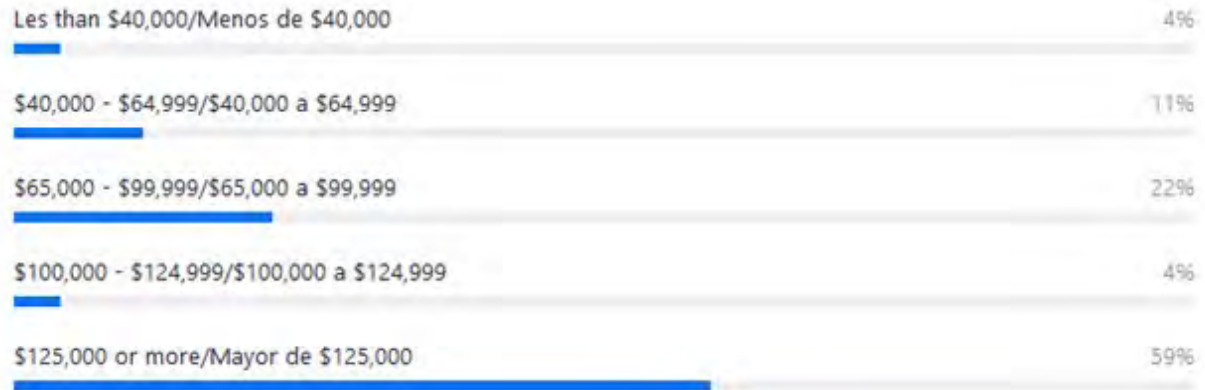 Les than $40,000/Menos de $40,000 4%
$40,000 - $64,999/$40,000 a $64,999 11%
$65,000 - $99,999/$65,000 a $99,999 22%
$100,000 - $124,999/$100,000 a $124,999 4%
$125,000 or more/Mayor de $125,000 59%